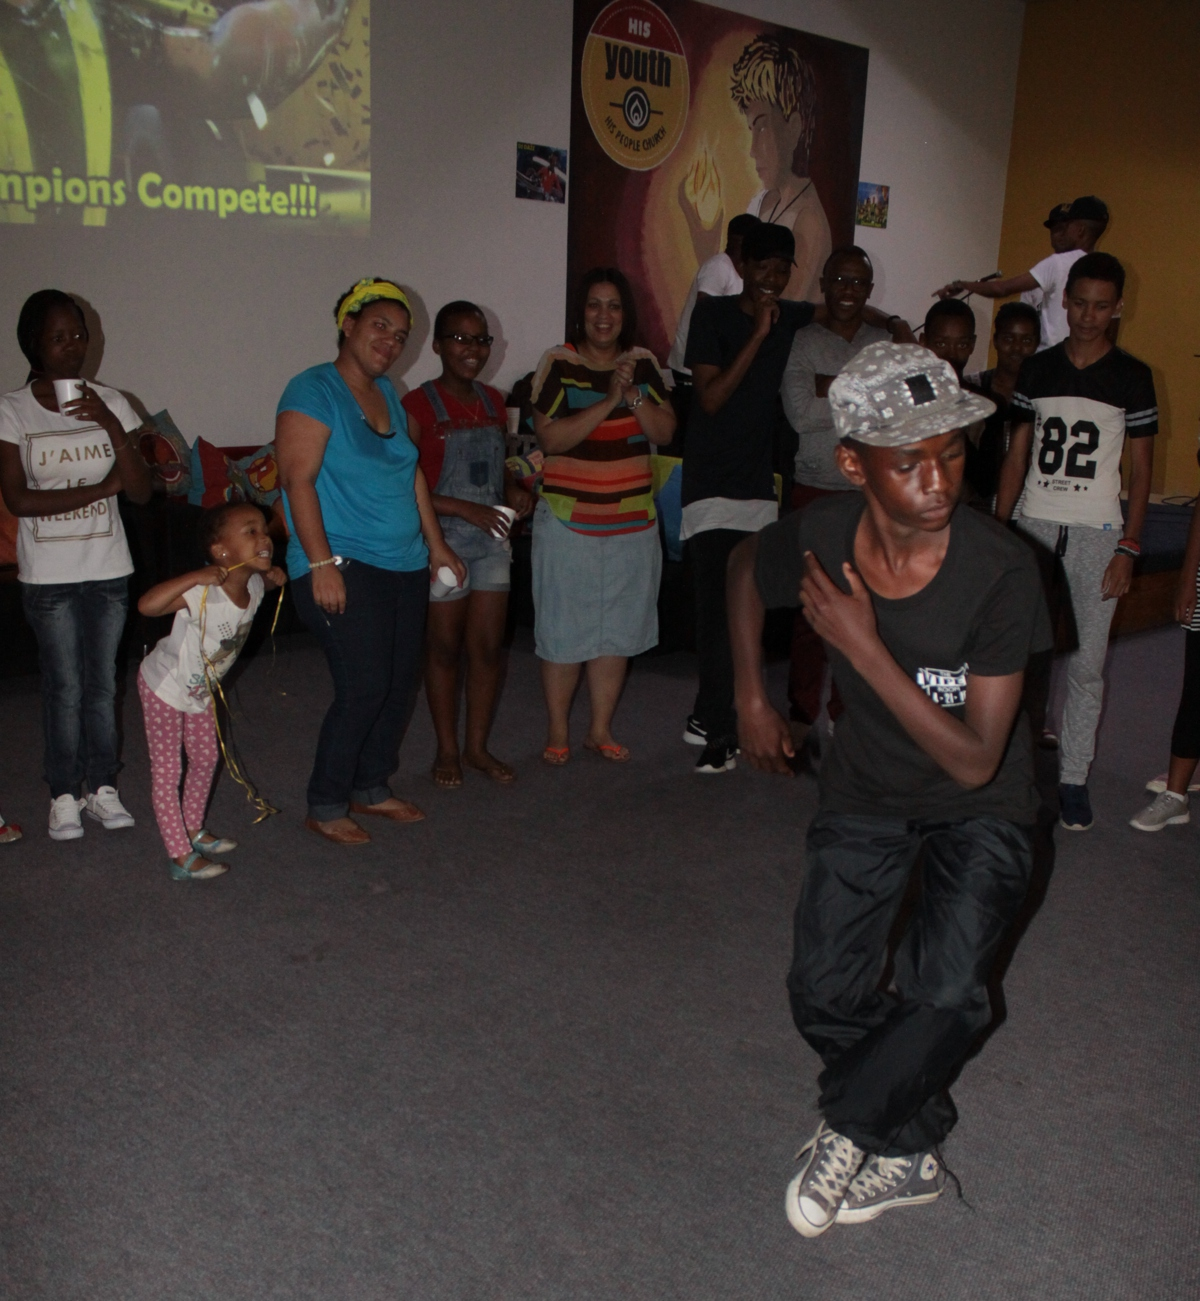 mpions Compete!!!
HIS
youth
HIS PEOPLE CHURCH
J'AIME
LE
WEEKEND
82
STREET
CREW